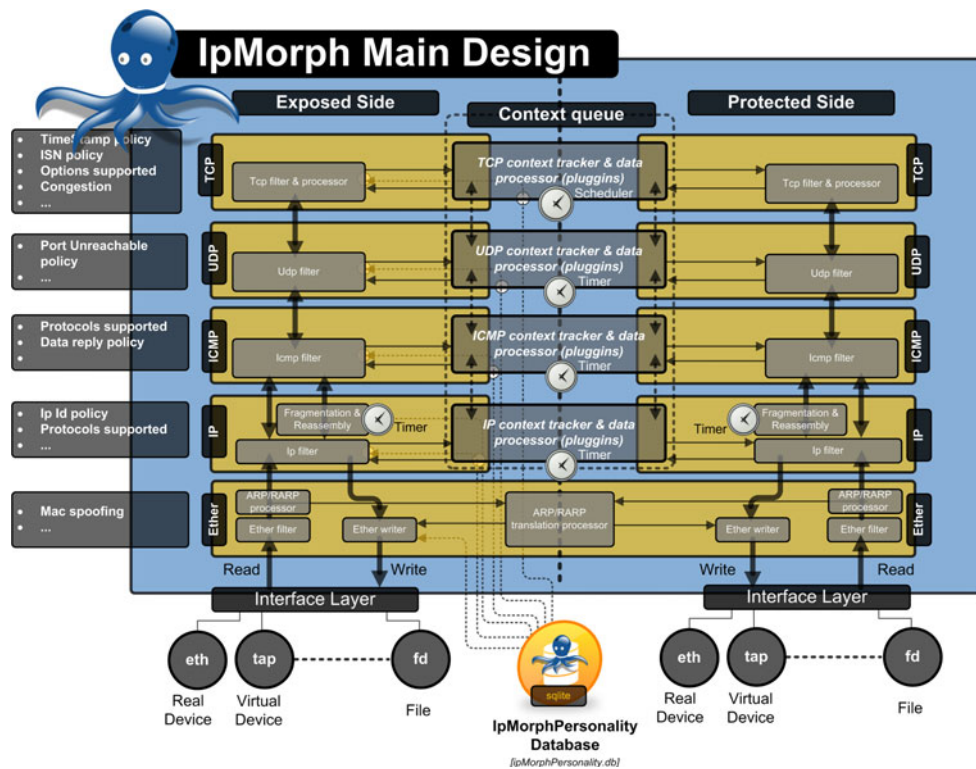 IpMorph Main Design
Exposed Side
Protected Side
Context queue
• TimeStamp policy
• ISN policy
• Options supported
• Congestion
• ...
TCP
Tcp filter & processor
TCP context tracker & data
processor (pluggins)
Scheduler
Tcp filter & processor
TCP
• Port Unreachable
policy
• ...
UDP
Udp filter
UDP context tracker & data
processor (pluggins)
Timer
Udp filter
UDP
• Protocols supported
• Data reply policy
•
ICMP
Icmp filter
ICMP context tracker & data
processor (pluggins)
Timer
Icmp filter
ICMP
• Ip Id policy
• Protocols supported
• ...
IP
Fragmentation &
Reassembly
Timer
Ip filter
IP context tracker & data
processor (pluggins)
Timer
Timer
Fragmentation &
Reassembly
Ip filter
IP
• Mac spoofing
• ...
Ether
ARP/RARP
processor
Ether filter
Ether writer
ARP/RARP
translation processor
Ether writer
ARP/RARP
processor
Ether filter
Ether
Read
Write
Write
Read
Interface Layer
Interface Layer
eth
tap
fd
Real
Device
Virtual
Device
File
sqlite
IpMorphPersonality
Database
[ipMorphPersonality.db]
eth
tap
fd
Real
Device
Virtual
Device
File